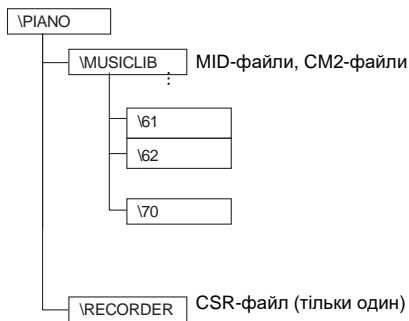 \PIANO
\MUSICLIB MID-файли, CM2-файли
⋮
\61
\62
\70
\RECORDER CSR-файл (тільки один)